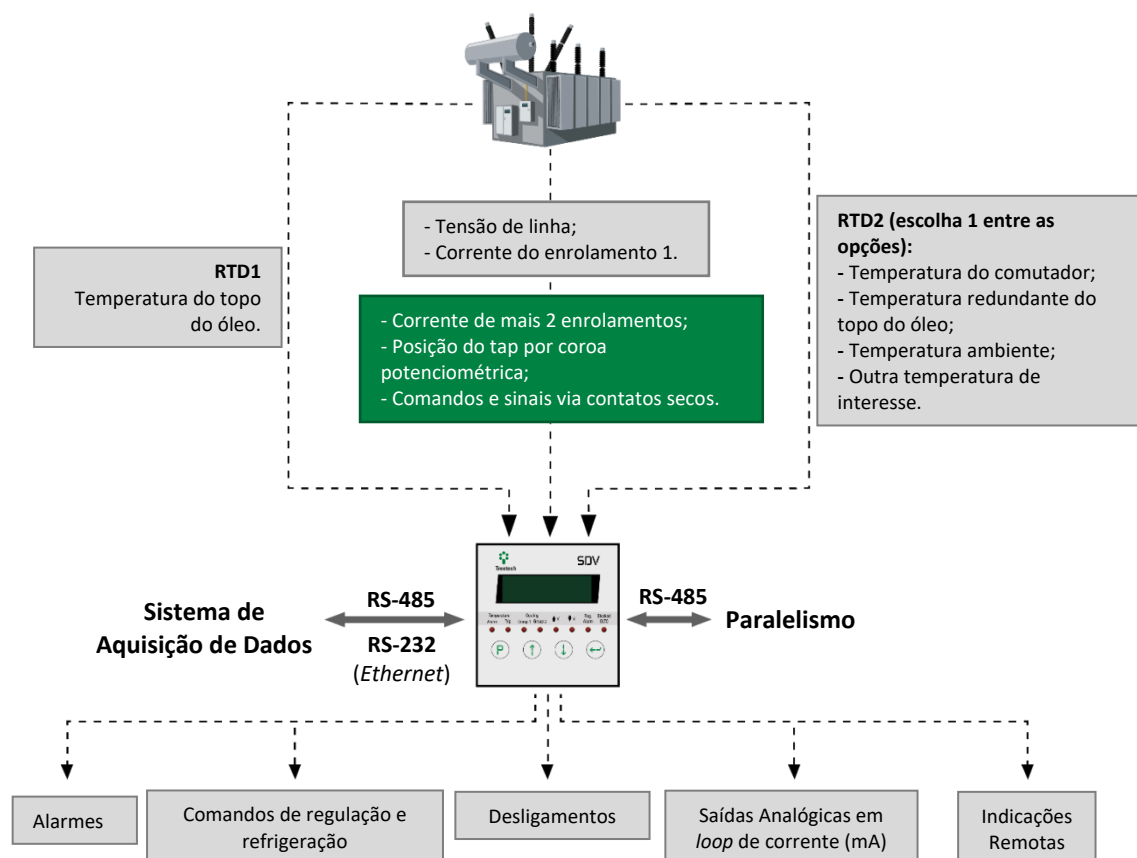 - Tensão de linha;
- Corrente do enrolamento 1.
RTD1
Temperatura do topo
do óleo.
- Corrente de mais 2 enrolamentos;
- Posição do tap por coroa
potenciométrica;
- Comandos e sinais via contatos secos.
RTD2 (escolha 1 entre as
opções):
- Temperatura do comutador;
- Temperatura redundante do
topo do óleo;
- Temperatura ambiente;
- Outra temperatura de
interesse.
Treetech
SDV
Alarm
P
Sistema de
Aquisição de Dados
RS-485
RS-232
(Ethernet)
RS-485
Paralelismo
Alarmes
Comandos de regulação e
refrigeração
Desligamentos
Saídas Analógicas em
loop de corrente (mA)
Indicações
Remotas